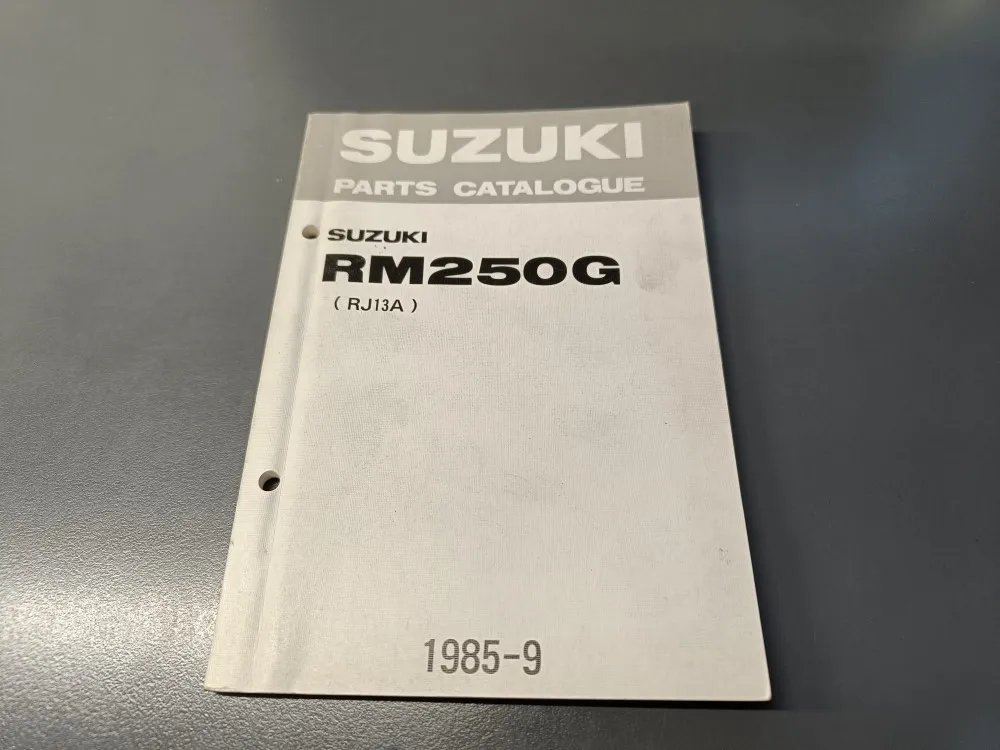 SUZUKI
PARTS CATALOGUE
SUZUKI
RM250G
( RJ13A )
1985-9